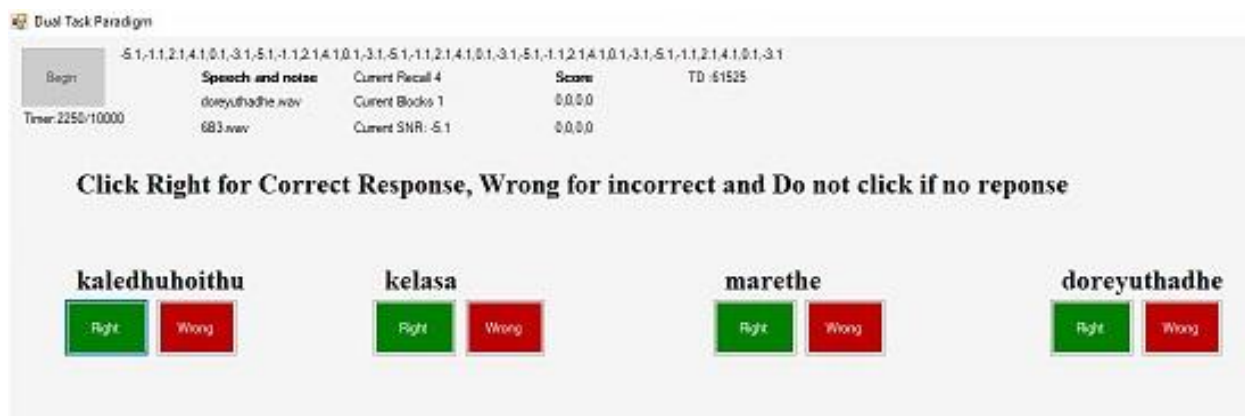 Dual Task Paradigm
-5.1,-1.1,2.1,4.1,0.1,-3.1,-5.1,-1.1,2.1,4.1,0.1,-3.1,-5.1,-1.1,2.1,4.1,0.1,-3.1,-5.1,-1.1,2.1,4.1,0.1,-3.1,-5.1,-1.1,2.1,4.1,0.1,-3.1
Begin Speech and noise Current Recall 4 Score TD :61525
doreyuthadhe.wav Current Blocks 1 0,0,0,0
Timer:2250/10000 683.wav Current SNR: -5.1 0,0,0,0
Click Right for Correct Response, Wrong for incorrect and Do not click if no reponse
kaledhuhoithu kelasa marethe doreyuthadhe
Right Wrong Right Wrong Right Wrong Right Wrong